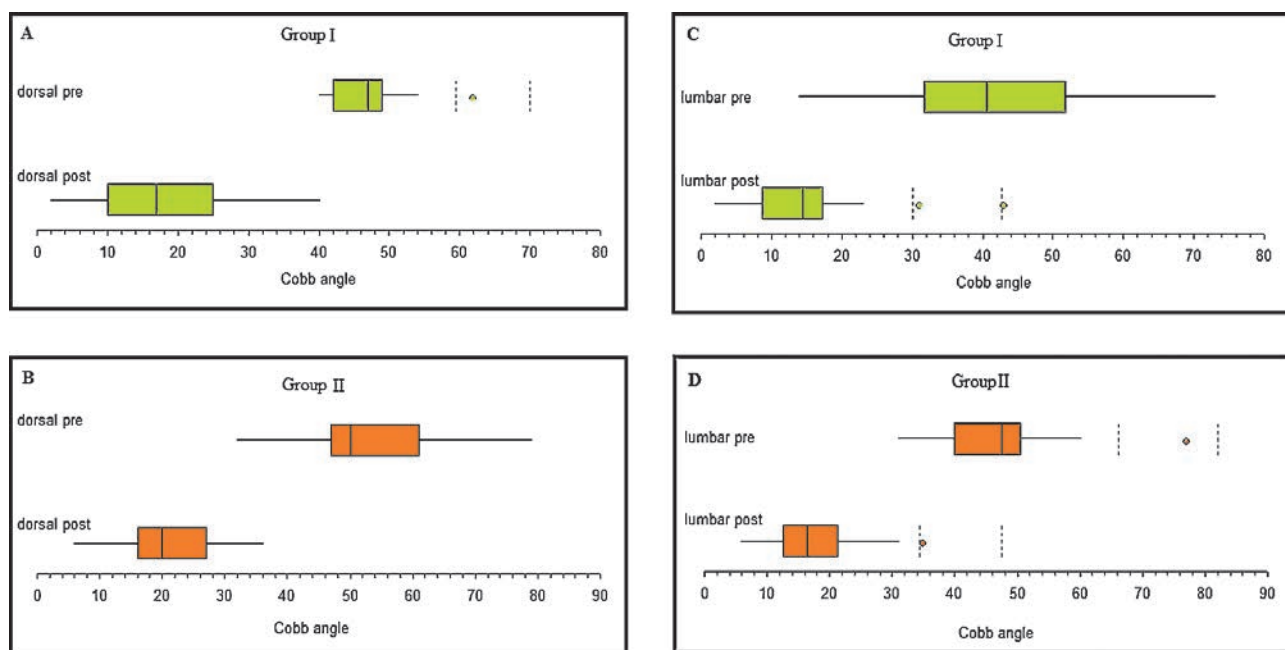 A
Group I
dorsal pre
dorsal post
0 10 20 30 40 50 60 70 80
Cobb angle
C
Group I
lumbar pre
lumbar post
0 10 20 30 40 50 60 70 80
Cobb angle
B
Group II
dorsal pre
dorsal post
0 10 20 30 40 50 60 70 80 90
Cobb angle
D
Group II
lumbar pre
lumbar post
0 10 20 30 40 50 60 70 80 90
Cobb angle